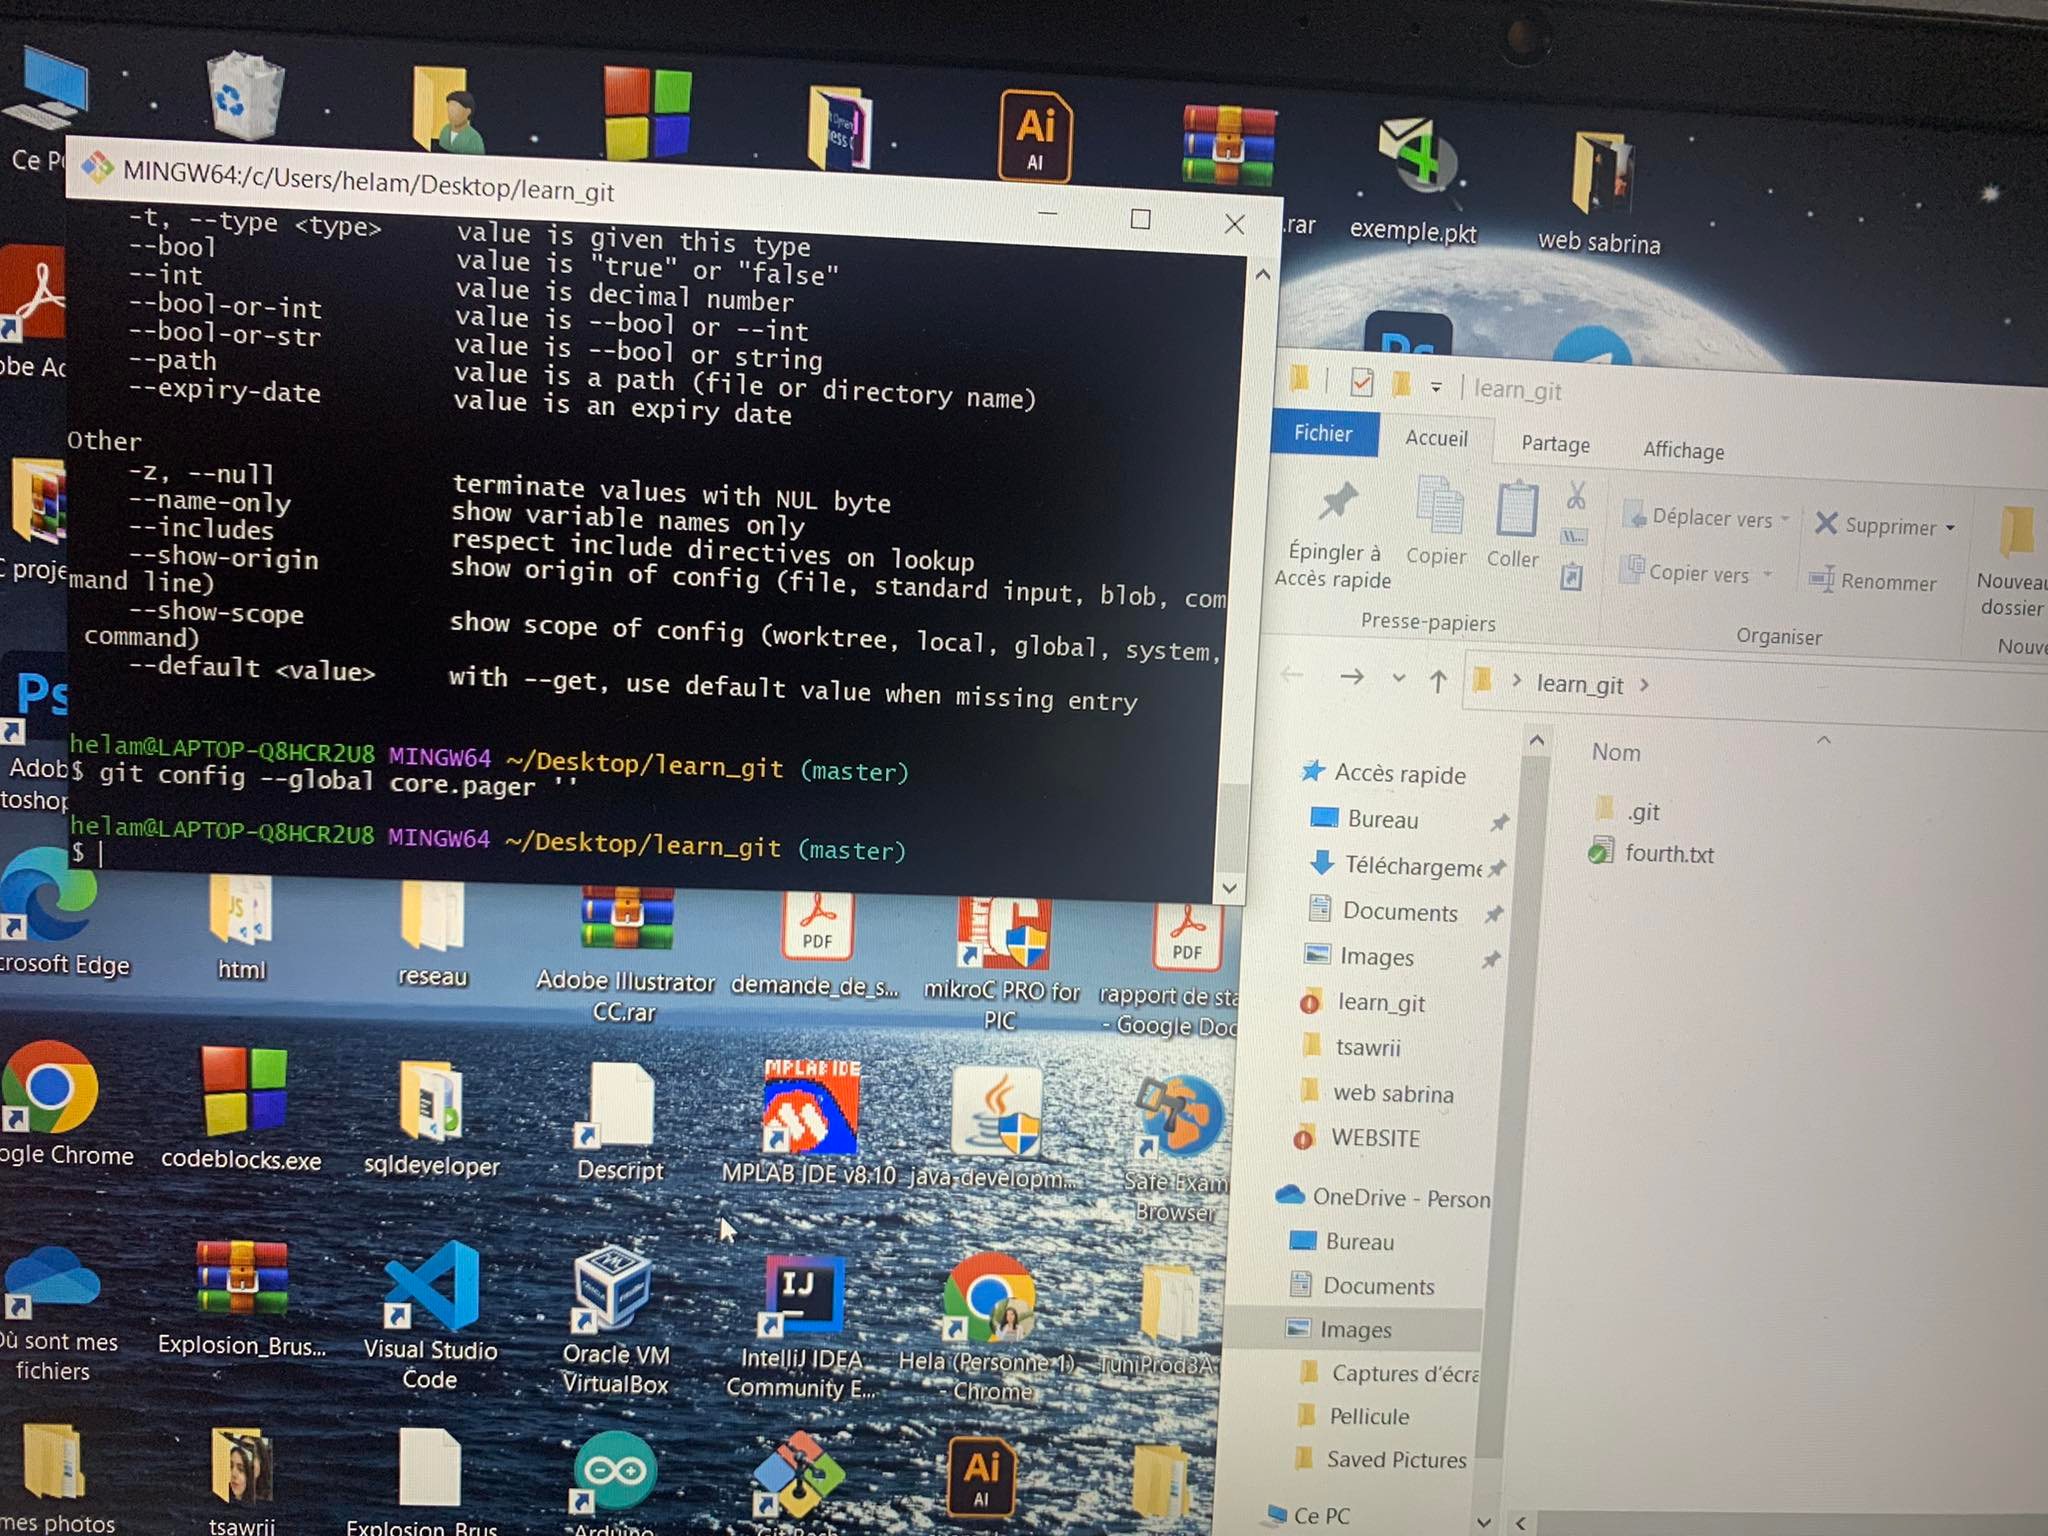 Ce P
.rar
exemple.pkt
web sabrina
MINGW64:/c/Users/helam/Desktop/learn_git
-t, --type <type> value is given this type
--bool value is "true" or "false"
--int value is decimal number
--bool-or-int value is --bool or --int
--bool-or-str value is --bool or string
--path value is a path (file or directory name)
--expiry-date value is an expiry date
Other
-z, --null terminate values with NUL byte
--name-only show variable names only
--includes respect include directives on lookup
--show-origin show origin of config (file, standard input, blob, com
mand line)
--show-scope show scope of config (worktree, local, global, system,
command)
--default <value> with --get, use default value when missing entry
helam@LAPTOP-Q8HCR2U8 MINGW64 ~/Desktop/learn_git (master)
$ git config --global core.pager ''
helam@LAPTOP-Q8HCR2U8 MINGW64 ~/Desktop/learn_git (master)
$
Ai
AI
Ps
obe Ac
C proje
Ps
Adob
toshop
learn_git
Fichier Accueil Partage Affichage
Épingler à
Accès rapide
Copier
Coller
Déplacer vers
Copier vers
Supprimer
Renommer
Nouveau
dossier
Presse-papiers
Organiser
Nouve
learn_git
Nom
.git
fourth.txt
Accès rapide
Bureau
Téléchargeme
Documents
Images
learn_git
tsawrii
web sabrina
WEBSITE
OneDrive - Person
Bureau
Documents
Images
Captures d'écra
Pellicule
Saved Pictures
Ce PC
JS
PDF
PDF
crosoft Edge
html
reseau
Adobe Illustrator
CC.rar
demande_de_s...
mikroC PRO for
PIC
rapport de sta
- Google Doc
MPLAB IDE
ogle Chrome
codeblocks.exe
sqldeveloper
Descript
MPLAB IDE v8.10
java-developm...
Safe Exam
Browser
IJ
Où sont mes
fichiers
Explosion_Brus...
Visual Studio
Code
Oracle VM
VirtualBox
IntelliJ IDEA
Community E...
Hela (Personne 1)
- Chrome
TuniProd3A
Ai
AI
mes photos
tsawrii
Explosion_Brus
Arduino
Git Bash